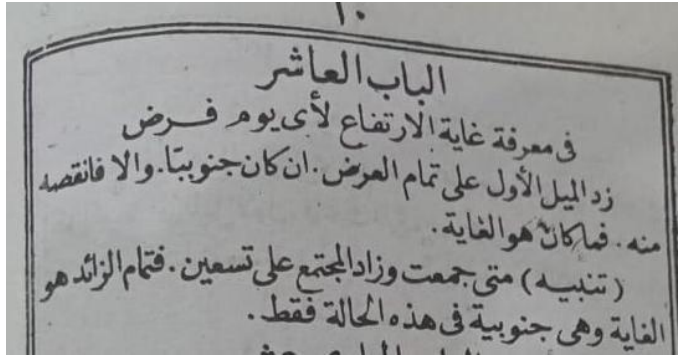 ١٠
الباب العاشر
فى معرفة غاية الارتفاع لأى يوم فرض
زد الميل الأول على تمام العرض . ان كان جنوبيّا . والا فانقصه
منه . فما كان هو الغاية .
( تنبيه ) متى جمعت وزاد المجتمع على تسعين . فتمام الزائد هو
الغاية وهى جنوبية فى هذه الحالة فقط .